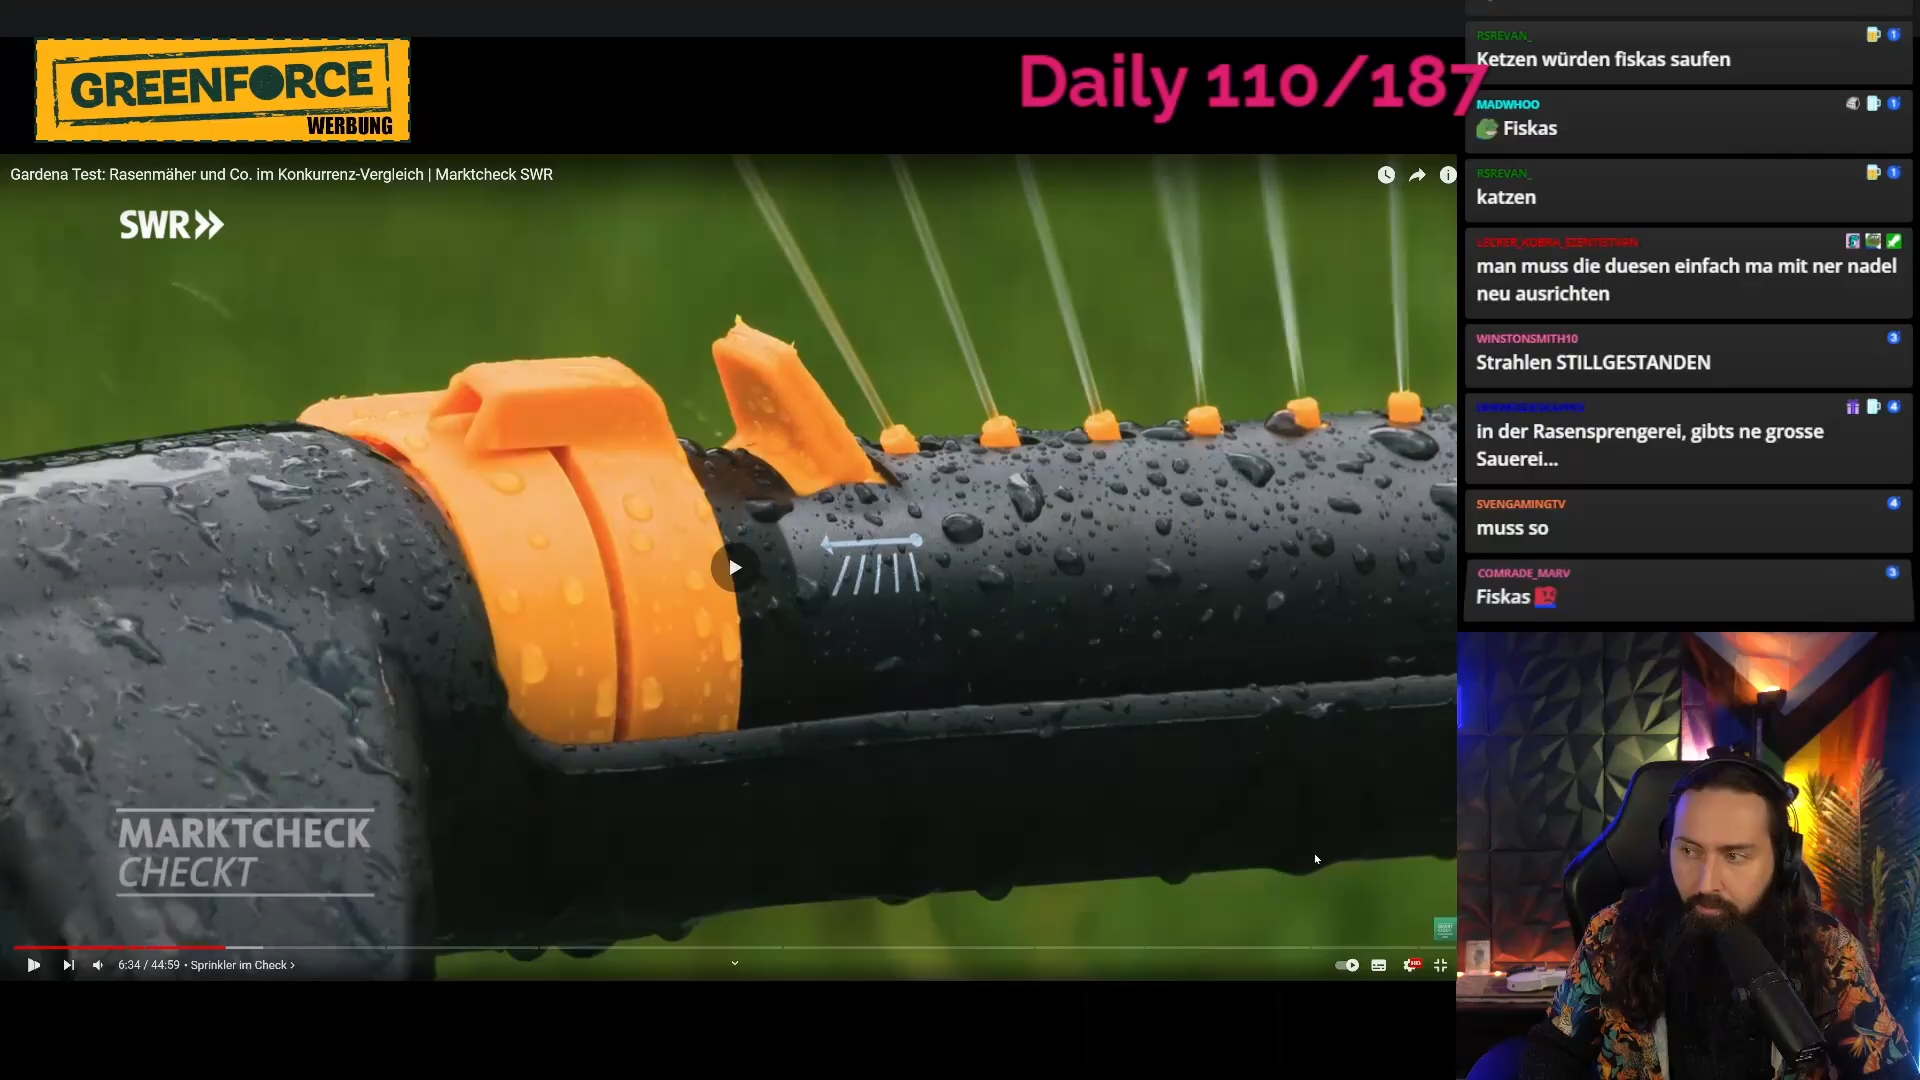 GREENFORCE
WERBUNG
Daily 110/187
Gardena Test: Rasenmäher und Co. im Konkurrenz-Vergleich | Marktcheck SWR
SWR
MARKTCHECK
CHECKT
6:34 / 44:59 • Sprinkler im Check
RSREVAN_
Ketzen würden fiskas saufen
MADWHOO
Fiskas
RSREVAN_
katzen
LECKER_KOBRA_SZENTISTVAN
man muss die duesen einfach ma mit ner nadel
neu ausrichten
WINSTONSMITH10
Strahlen STILLGESTANDEN
in der Rasensprengerei, gibts ne grosse
Sauerei...
SVENGAMINGTV
muss so
COMRADE_MARV
Fiskas